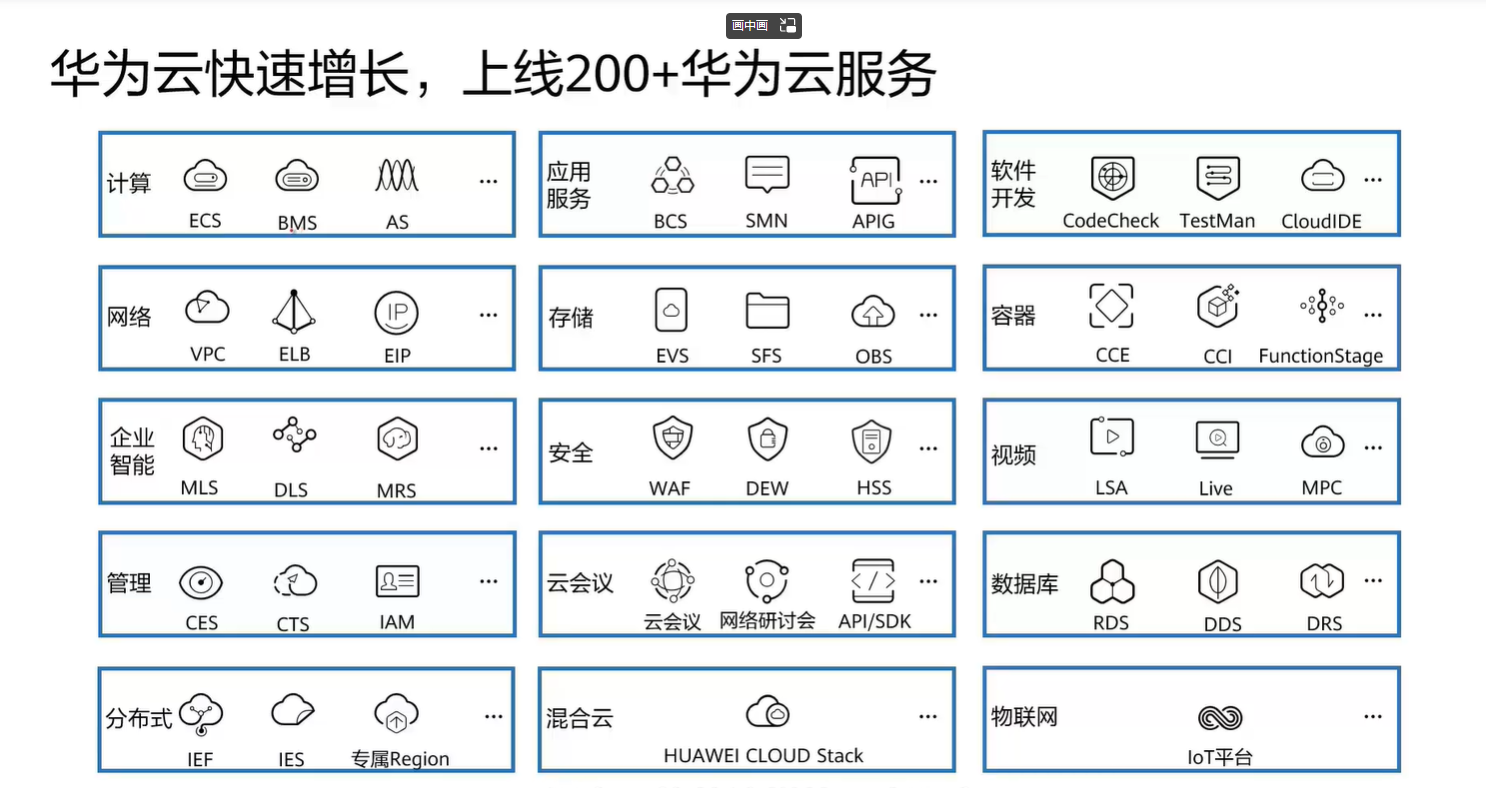 画中画
华为云快速增长，上线200+华为云服务
计算
ECS
BMS
AS
...
应用
服务
BCS
SMN
API
APIG
...
软件
开发
CodeCheck
TestMan
CloudIDE
...
网络
VPC
ELB
IP
EIP
...
存储
EVS
SFS
OBS
...
容器
CCE
CCI
FunctionStage
...
企业
智能
MLS
DLS
MRS
...
安全
WAF
DEW
HSS
...
视频
LSA
Live
MPC
...
管理
CES
CTS
IAM
...
云会议
云会议
网络研讨会
API/SDK
...
数据库
RDS
DDS
DRS
...
分布式
IEF
IES
专属Region
...
混合云
HUAWEI CLOUD Stack
...
物联网
IoT平台
...